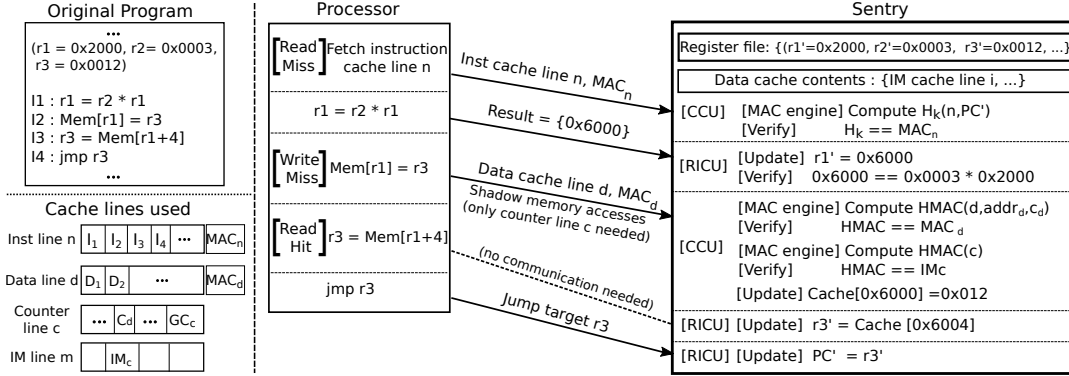 Original Program
...
(r1 = 0x2000, r2= 0x0003,
r3 = 0x0012)
I1 : r1 = r2 * r1
I2 : Mem[r1] = r3
I3 : r3 = Mem[r1+4]
I4 : jmp r3
...
Cache lines used
Inst line n I1 I2 I3 I4 ... MACn
Data line d D1 D2 ... MACd
Counter
line c ... Cd ... GCc
IM line m IMc
Processor
[Read Miss] Fetch instruction
cache line n
r1 = r2 * r1
[Write Miss] Mem[r1] = r3
[Read Hit] r3 = Mem[r1+4]
jmp r3
Inst cache line n, MACn
Result = {0x6000}
Data cache line d, MACd
Shadow memory accesses
(only counter line c needed)
(no communication needed)
Jump target r3
Sentry
Register file: {(r1'=0x2000, r2'=0x0003, r3'=0x0012, ...}
Data cache contents : {IM cache line i, ...}
[CCU] [MAC engine] Compute Hk(n,PC')
[Verify] Hk == MACn
[RICU] [Update] r1' = 0x6000
[Verify] 0x6000 == 0x0003 * 0x2000
[CCU] [MAC engine] Compute HMAC(d,addrd,cd)
[Verify] HMAC == MACd
[MAC engine] Compute HMAC(c)
[Verify] HMAC == IMc
[Update] Cache[0x6000] =0x012
[RICU] [Update] r3' = Cache [0x6004]
[RICU] [Update] PC' = r3'